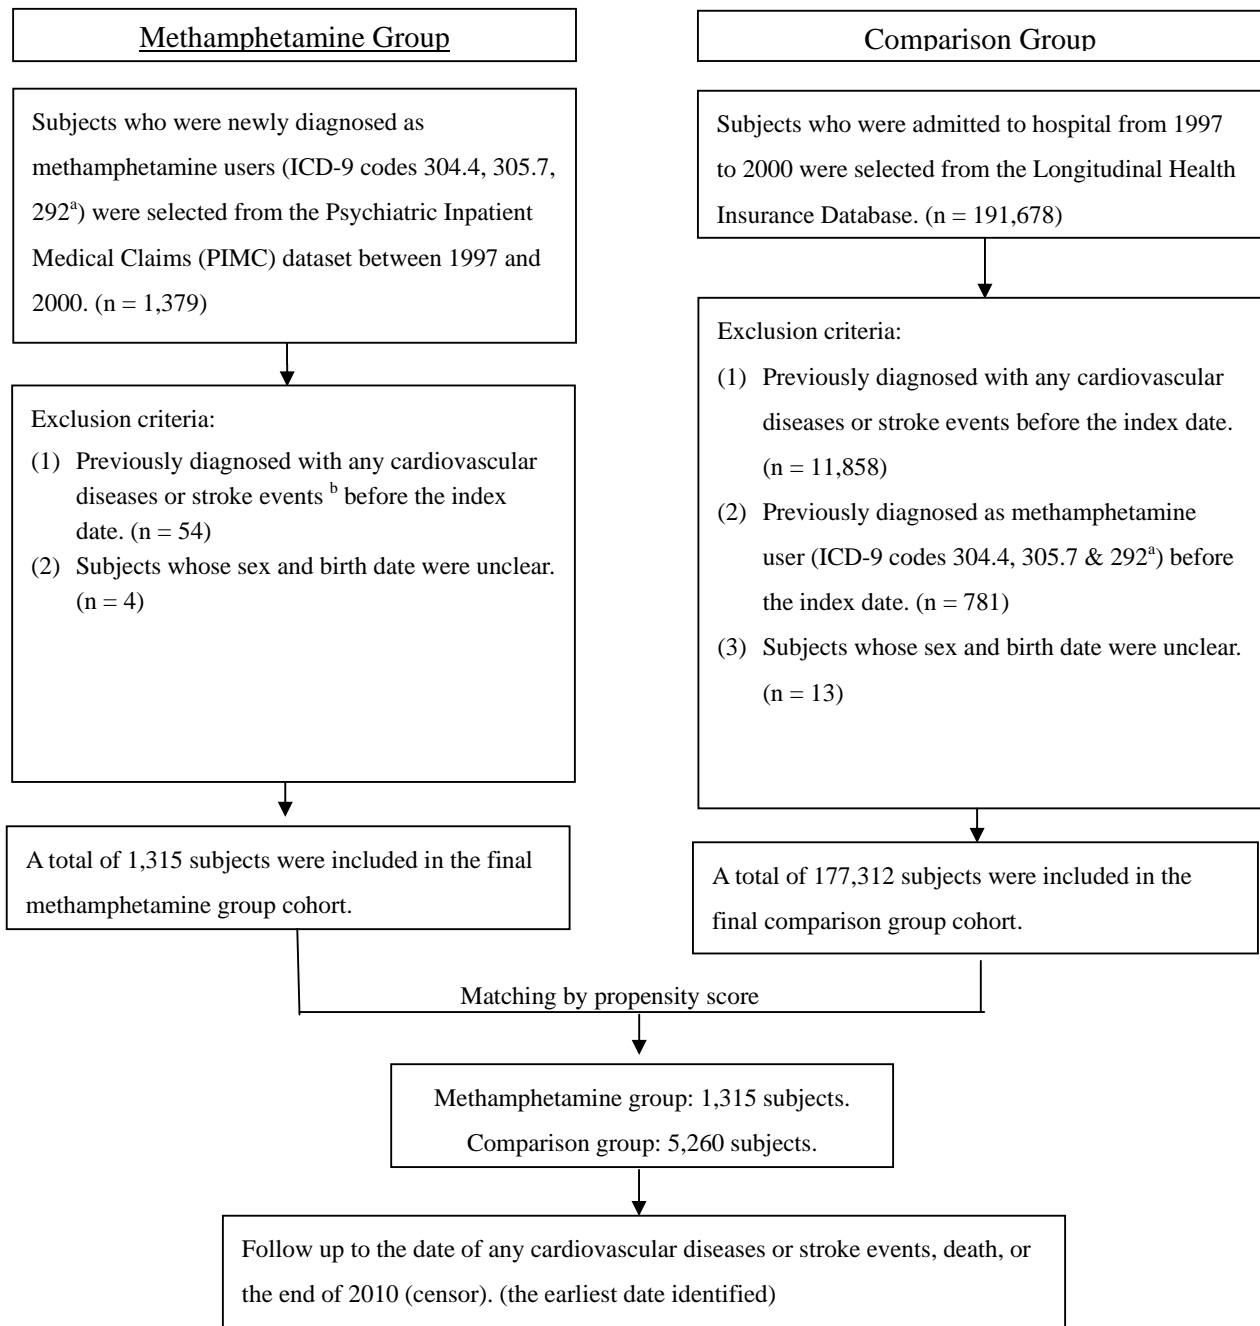 Methamphetamine Group
Subjects who were newly diagnosed as
methamphetamine users (ICD-9 codes 304.4, 305.7,
292a) were selected from the Psychiatric Inpatient
Medical Claims (PIMC) dataset between 1997 and
2000. (n = 1,379)
Exclusion criteria:
(1) Previously diagnosed with any cardiovascular
diseases or stroke events b before the index
date. (n = 54)
(2) Subjects whose sex and birth date were unclear.
(n = 4)
A total of 1,315 subjects were included in the final
methamphetamine group cohort.
Comparison Group
Subjects who were admitted to hospital from 1997
to 2000 were selected from the Longitudinal Health
Insurance Database. (n = 191,678)
Exclusion criteria:
(1) Previously diagnosed with any cardiovascular
diseases or stroke events before the index date.
(n = 11,858)
(2) Previously diagnosed as methamphetamine
user (ICD-9 codes 304.4, 305.7 & 292a) before
the index date. (n = 781)
(3) Subjects whose sex and birth date were unclear.
(n = 13)
A total of 177,312 subjects were included in the
final comparison group cohort.
Matching by propensity score
Methamphetamine group: 1,315 subjects.
Comparison group: 5,260 subjects.
Follow up to the date of any cardiovascular diseases or stroke events, death, or
the end of 2010 (censor). (the earliest date identified)